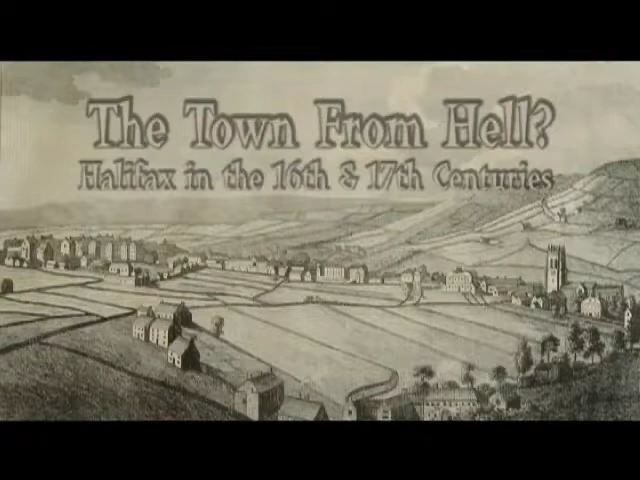 The Town From Hell?
Halifax in the 16th & 17th Centuries